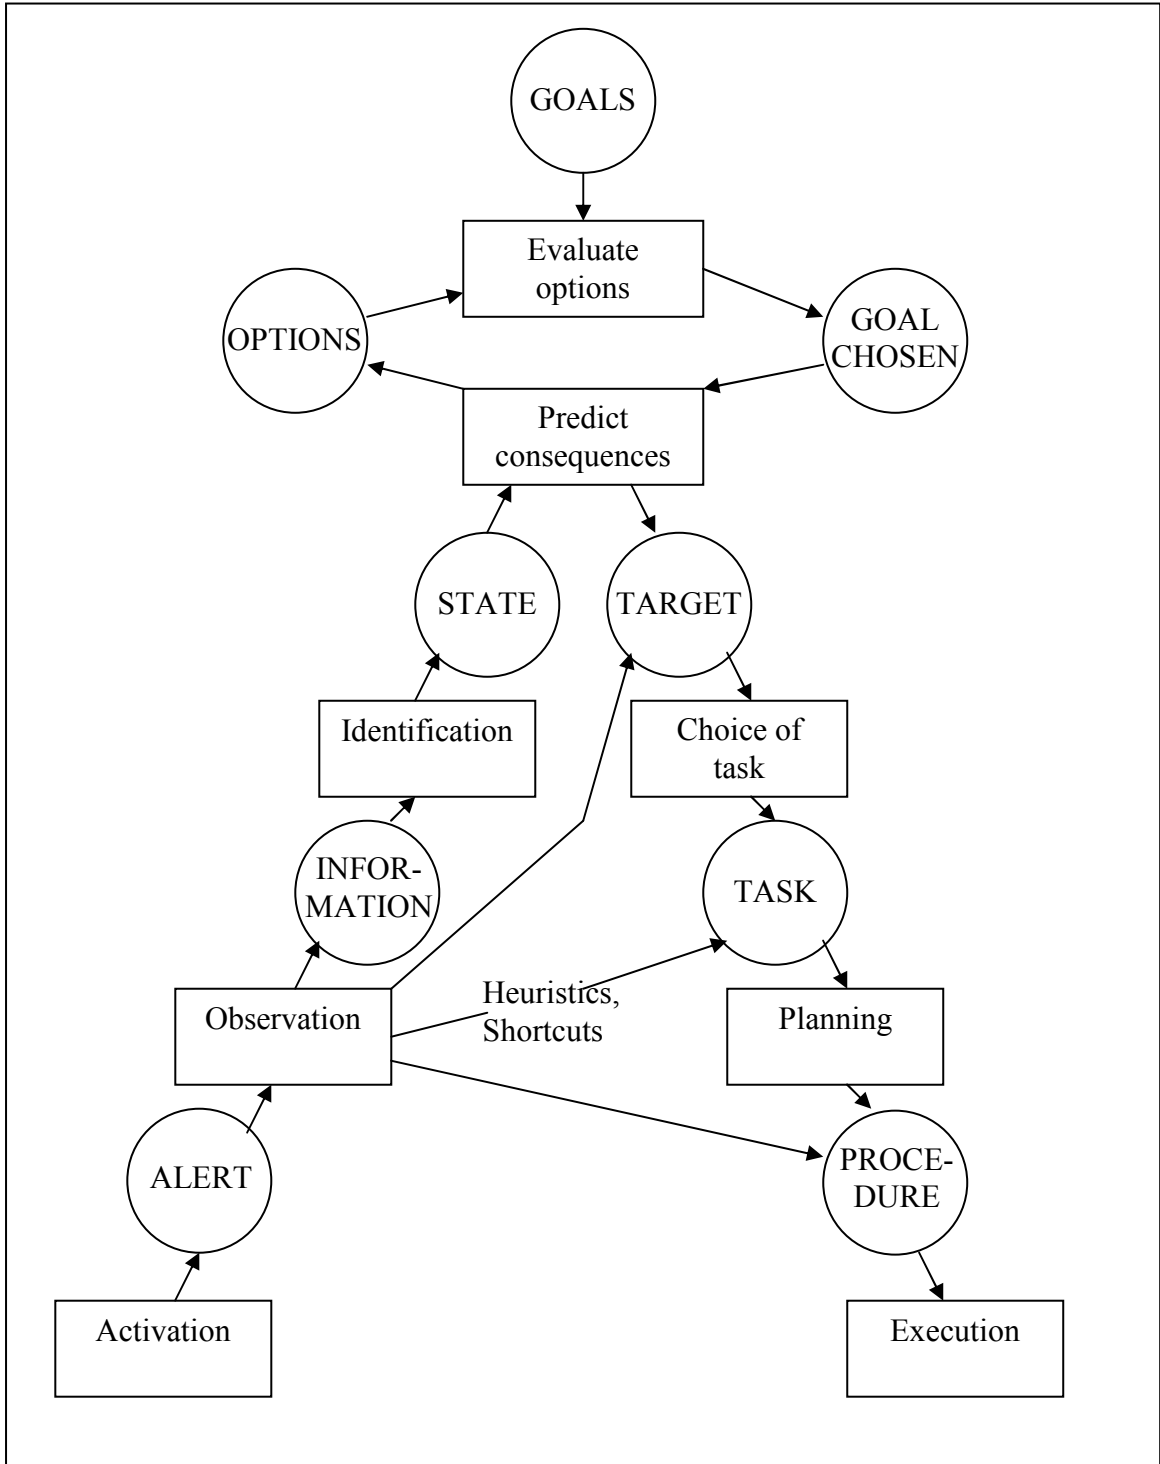 GOALS
Evaluate
options
OPTIONS
GOAL
CHOSEN
Predict
consequences
STATE
TARGET
Identification
Choice of
task
INFOR-
MATION
TASK
Heuristics,
Shortcuts
Observation
Planning
ALERT
PROCE-
DURE
Activation
Execution